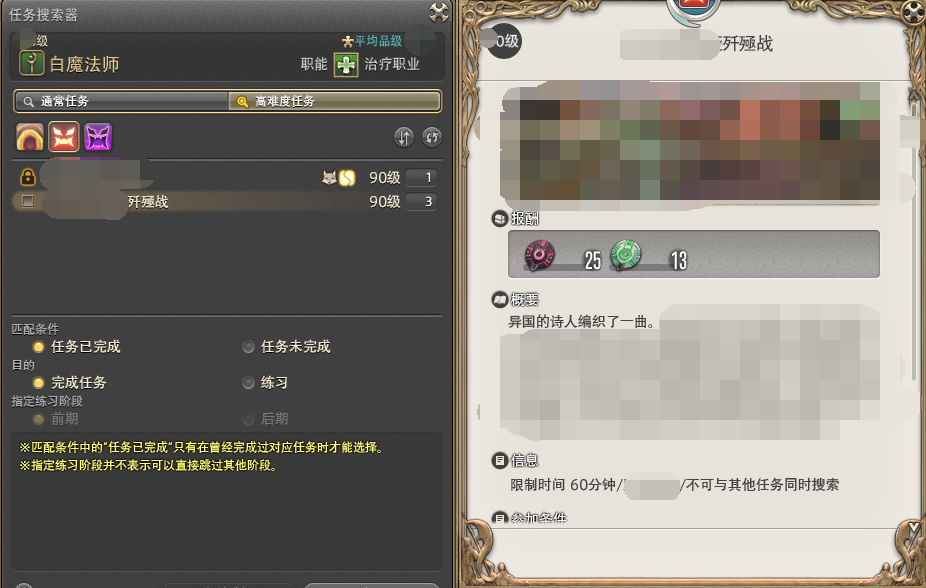 任务搜索器
级
平均品级
白魔法师
职能 治疗职业
通常任务
高难度任务
90级 1
歼殛战 90级 3
匹配条件
任务已完成 任务未完成
目的
完成任务 练习
指定练习阶段
前期 后期
※匹配条件中的“任务已完成”只有在曾经完成过对应任务时才能选择。
※指定练习阶段并不表示可以直接跳过其他阶段。
0级
歼殛战
报酬
25 13
概要
异国的诗人编织了一曲。
信息
限制时间 60分钟/
/不可与其他任务同时搜索
参加条件